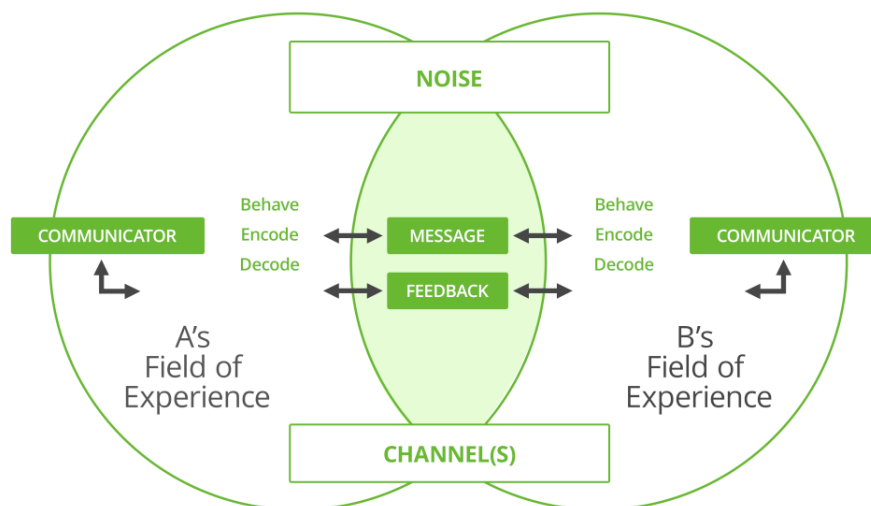 NOISE
Behave
Behave
COMMUNICATOR
Encode
MESSAGE
Encode
COMMUNICATOR
Decode
Decode
FEEDBACK
A’s
Field of
Experience
B’s
Field of
Experience
CHANNEL(S)